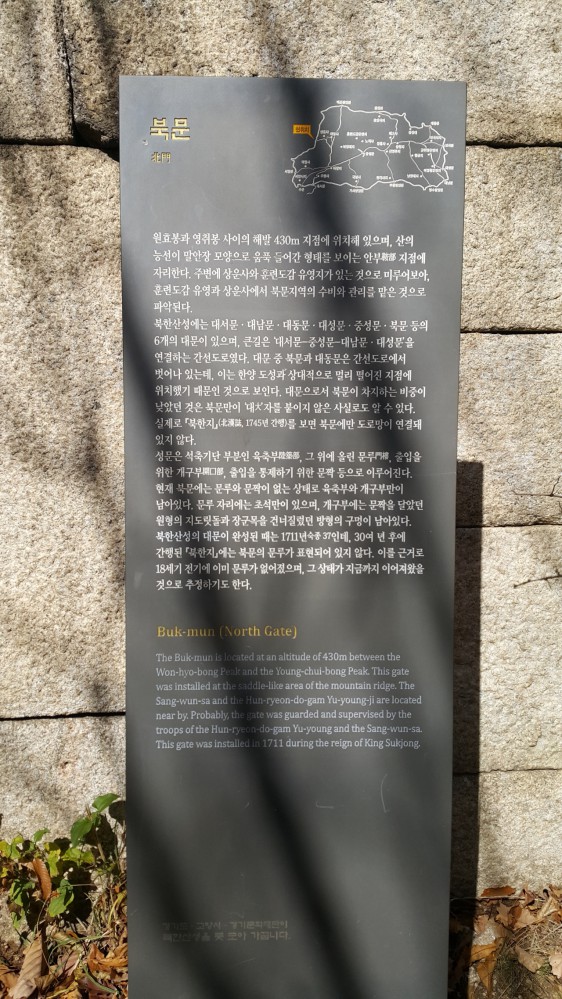 북문
北門
원효봉과 영취봉 사이의 해발 430m 지점에 위치해 있으며, 산의
능선이 말안장 모양으로 움푹 들어간 형태를 보이는 안부鞍部 지점에
자리한다. 주변에 상운사와 훈련도감 유영지가 있는 것으로 미루어보아,
훈련도감 유영과 상운사에서 북문지역의 수비와 관리를 맡은 것으로
파악된다.
북한산성에는 대서문 · 대남문 · 대동문 · 대성문 · 중성문 · 북문 등의
6개의 대문이 있으며, 큰길은 '대서문–중성문–대남문 · 대성문'을
연결하는 간선도로였다. 대문 중 북문과 대동문은 간선도로에서
벗어나 있는데, 이는 한양 도성과 상대적으로 멀리 떨어진 지점에
위치했기 때문인 것으로 보인다. 대문으로서 북문이 차지하는 비중이
낮았던 것은 북문만이 '대大'자를 붙이지 않은 사실로도 알 수 있다.
실제로 『북한지』(北漢誌, 1745년 간행)를 보면 북문에만 도로망이 연결돼
있지 않다.
성문은 석축기단 부분인 육축부陸築部, 그 위에 올린 문루門樓, 출입을
위한 개구부開口部, 출입을 통제하기 위한 문짝 등으로 이루어진다.
현재 북문에는 문루와 문짝이 없는 상태로 육축부와 개구부만이
남아있다. 문루 자리에는 초석만이 있으며, 개구부에는 문짝을 달았던
원형의 지도릿돌과 장군목을 건너질렀던 방형의 구멍이 남아있다.
북한산성의 대문이 완성된 때는 1711년숙종 37인데, 30여 년 후에
간행된 『북한지』에는 북문의 문루가 표현되어 있지 않다. 이를 근거로
18세기 전기에 이미 문루가 없어졌으며, 그 상태가 지금까지 이어져왔을
것으로 추정하기도 한다.
Buk-mun (North Gate)
The Buk-mun is located at an altitude of 430m between the
Won-hyo-bong Peak and the Young-chui-bong Peak. This gate
was installed at the saddle-like area of the mountain ridge. The
Sang-wun-sa and the Hun-ryeon-do-gam Yu-young-ji are located
near by. Probably, the gate was guarded and supervised by the
troops of the Hun-ryeon-do-gam Yu-young and the Sang-wun-sa.
This gate was installed in 1711 during the reign of King Sukjong.
경기도 · 고양시 · 경기문화재단이